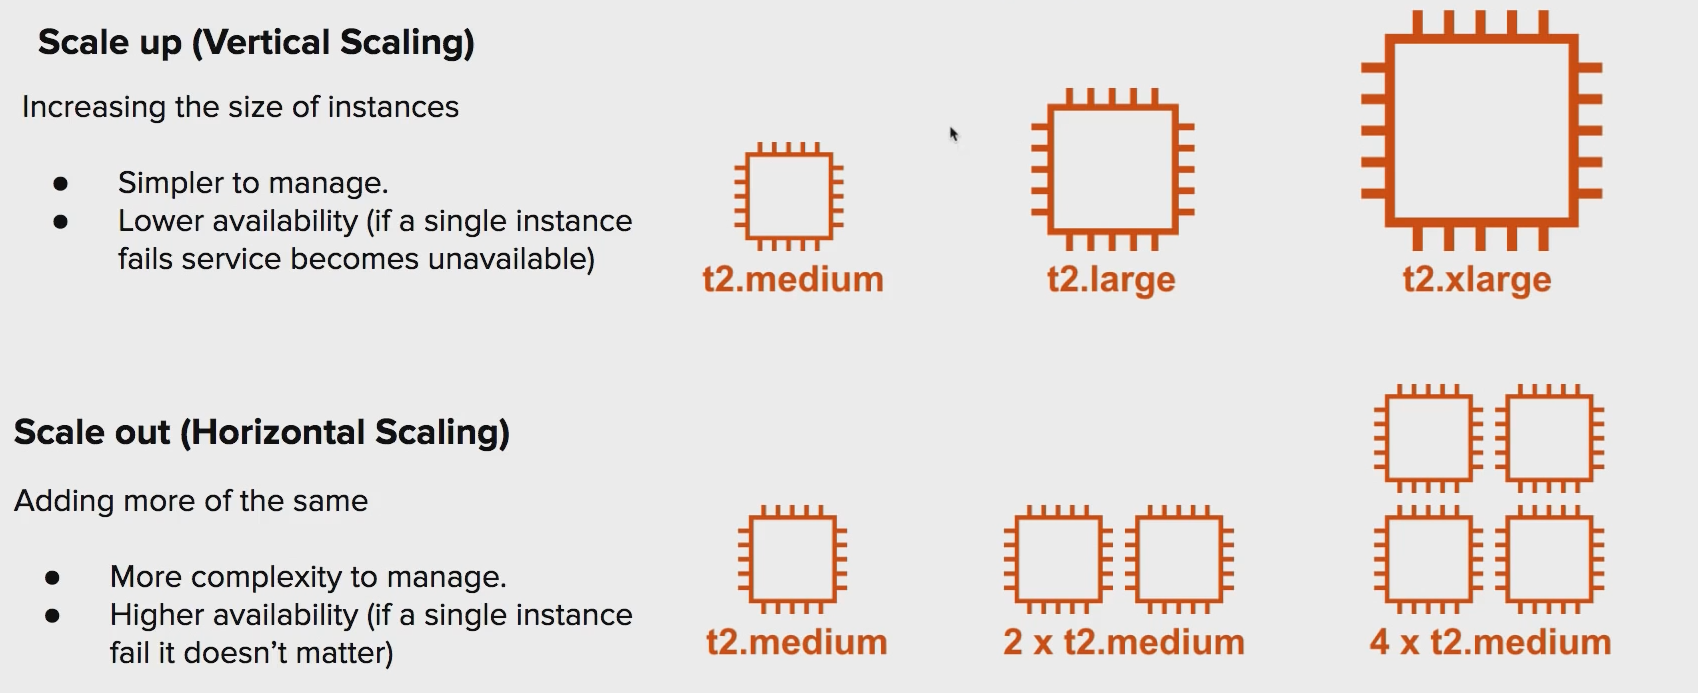 Scale up (Vertical Scaling)
Increasing the size of instances
● Simpler to manage.
● Lower availability (if a single instance
fails service becomes unavailable)
t2.medium
t2.large
t2.xlarge
Scale out (Horizontal Scaling)
Adding more of the same
● More complexity to manage.
● Higher availability (if a single instance
fail it doesn't matter)
t2.medium
2 x t2.medium
4 x t2.medium